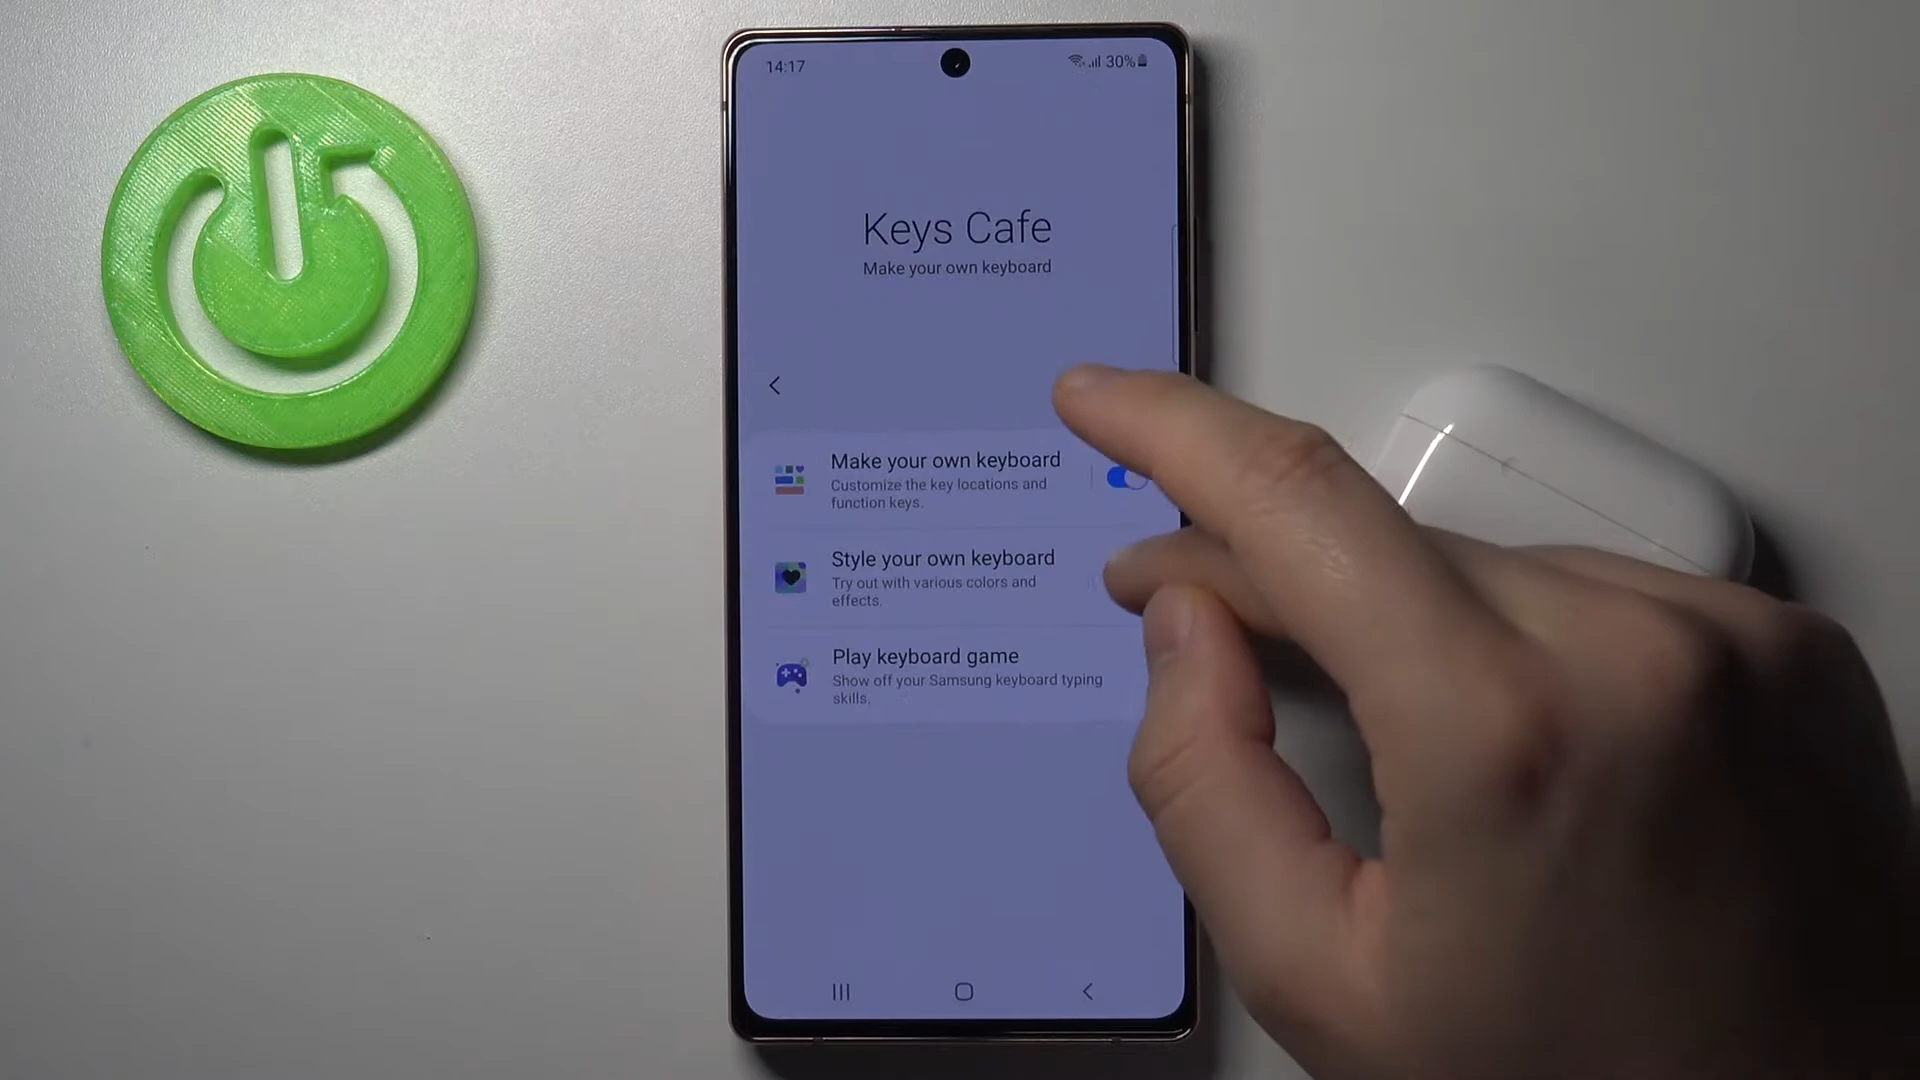 14:17
30%
Keys Cafe
Make your own keyboard
Make your own keyboard
Customize the key locations and
function keys.
Style your own keyboard
Try out with various colors and
effects.
Play keyboard game
Show off your Samsung keyboard typing
skills.